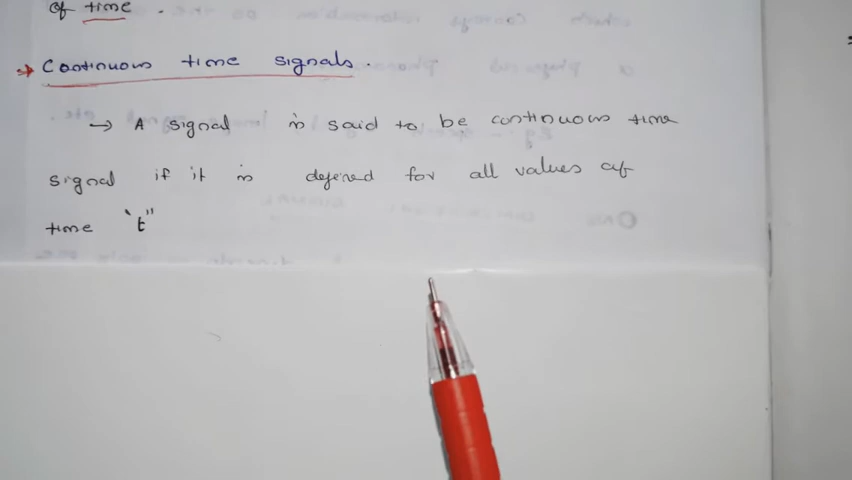 of time.
→ Continuous time signals.
→ A signal is said to be continuous time
signal if it is defined for all values of
time "t"